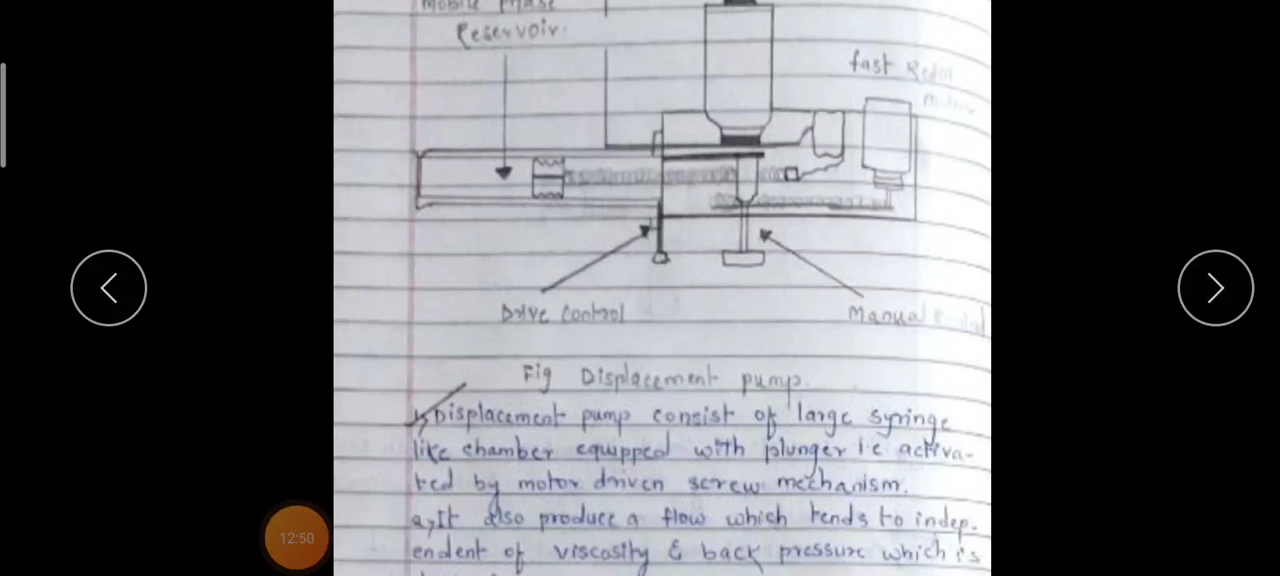 Mobile Phase
Reservoir.
fast
Drive control
Manual
Fig Displacement pump.
1, Displacement pump consist of large syringe
like chamber equipped with plunger i.e activa-
ted by motor driven screw mechanism.
2, It also produce a flow which tends to indep.
endent of viscosity & back pressure which is
12:50